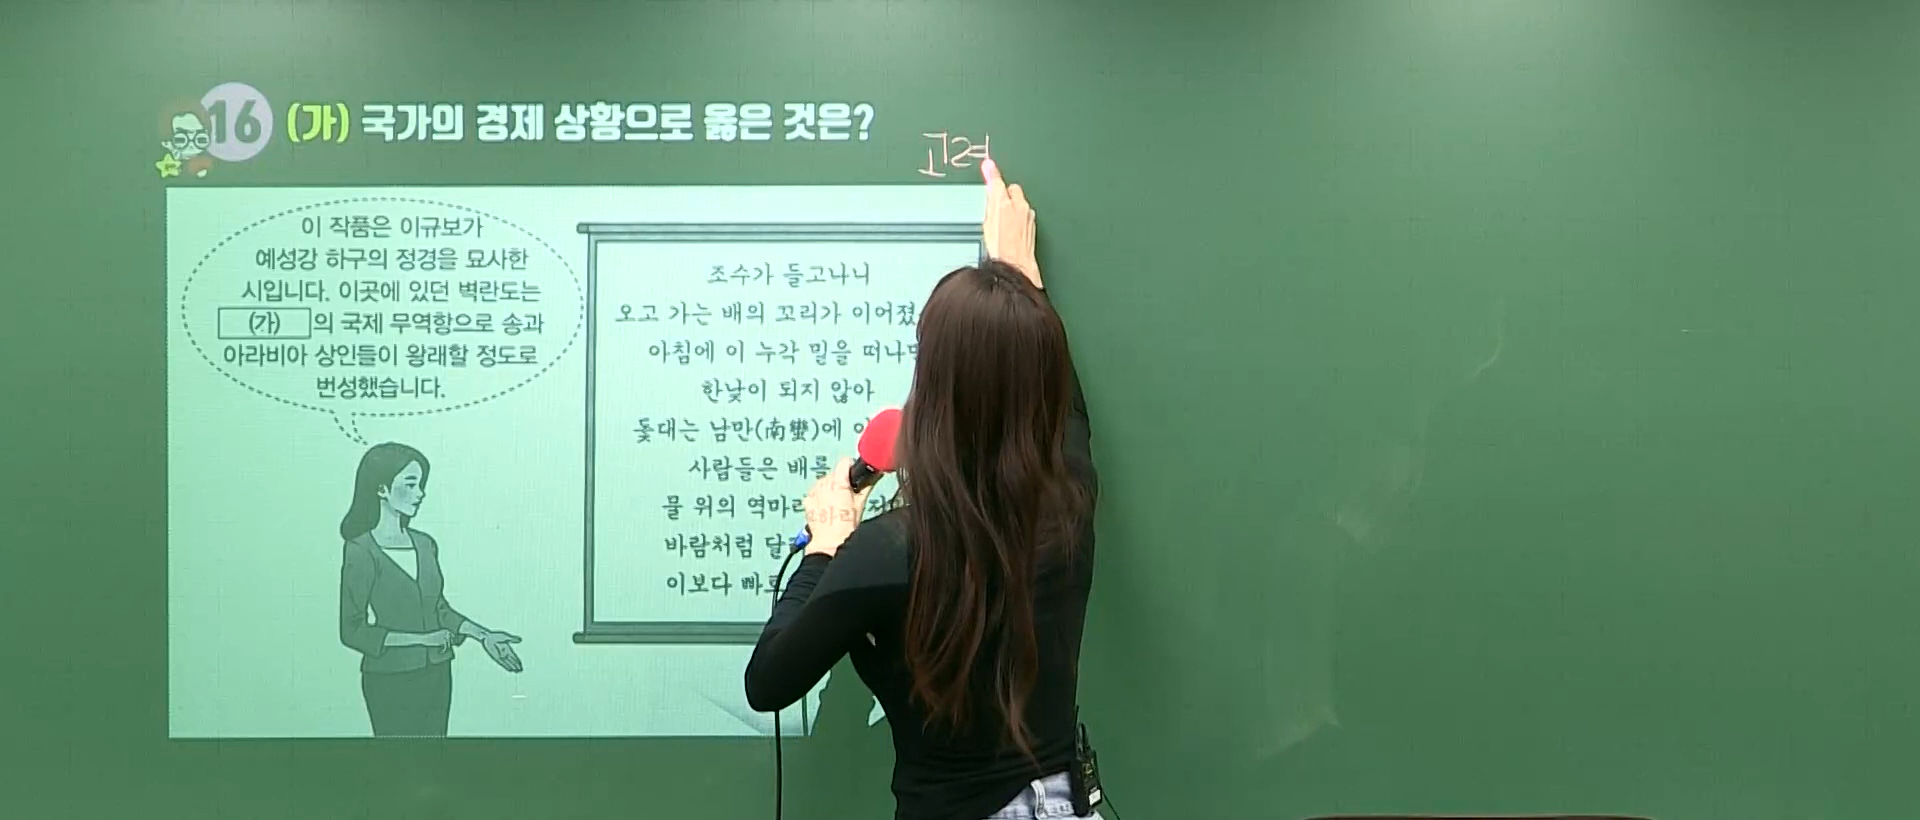 16 (가) 국가의 경제 상황으로 옳은 것은?
고려
이 작품은 이규보가
예성강 하구의 정경을 묘사한
시입니다. 이곳에 있던 벽란도는
(가) 의 국제 무역항으로 송과
아라비아 상인들이 왕래할 정도로
번성했습니다.
조수가 들고나니
오고 가는 배의 꼬리가 이어졌
아침에 이 누각 밑을 떠나면
한낮이 되지 않아
돛대는 남만(南蠻)에
사람들은 배를
물 위의 역마라
바람처럼
이보다 빠르